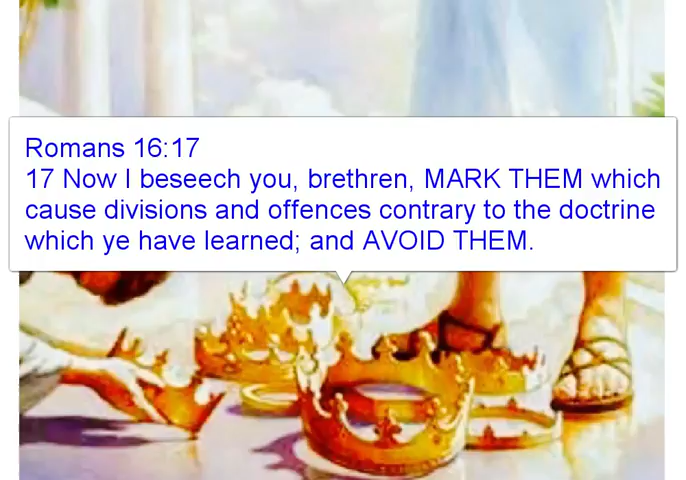 Romans 16:17
17 Now I beseech you, brethren, MARK THEM which
cause divisions and offences contrary to the doctrine
which ye have learned; and AVOID THEM.